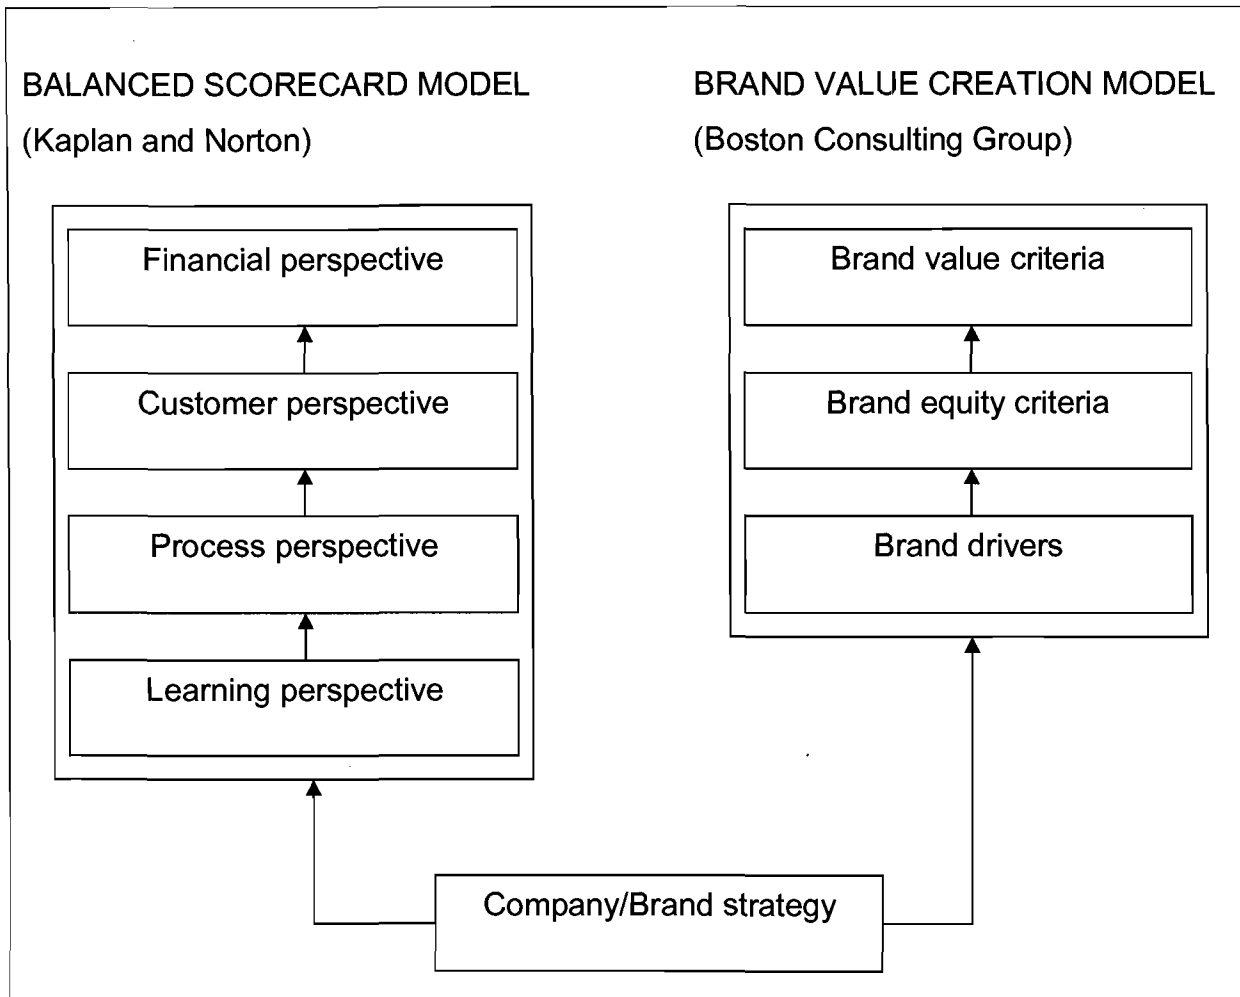 BALANCED SCORECARD MODEL
(Kaplan and Norton)
Financial perspective
Customer perspective
Process perspective
Learning perspective
BRAND VALUE CREATION MODEL
(Boston Consulting Group)
Brand value criteria
Brand equity criteria
Brand drivers
Company/Brand strategy